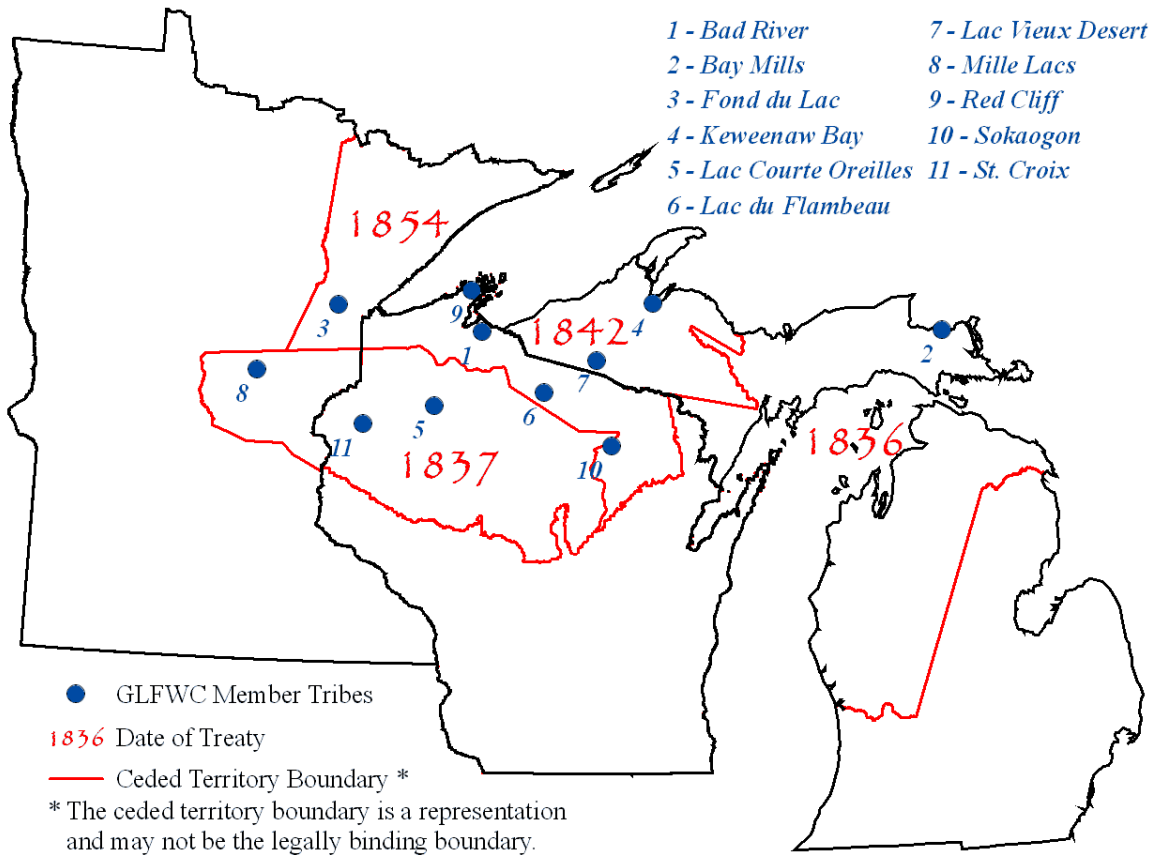 1 - Bad River
2 - Bay Mills
3 - Fond du Lac
4 - Keweenaw Bay
5 - Lac Courte Oreilles
6 - Lac du Flambeau
7 - Lac Vieux Desert
8 - Mille Lacs
9 - Red Cliff
10 - Sokaogon
11 - St. Croix
1854
3
9
1842
4
2
1
7
8
6
1836
11
5
1837
10
GLFWC Member Tribes
1836 Date of Treaty
Ceded Territory Boundary *
* The ceded territory boundary is a representation
and may not be the legally binding boundary.